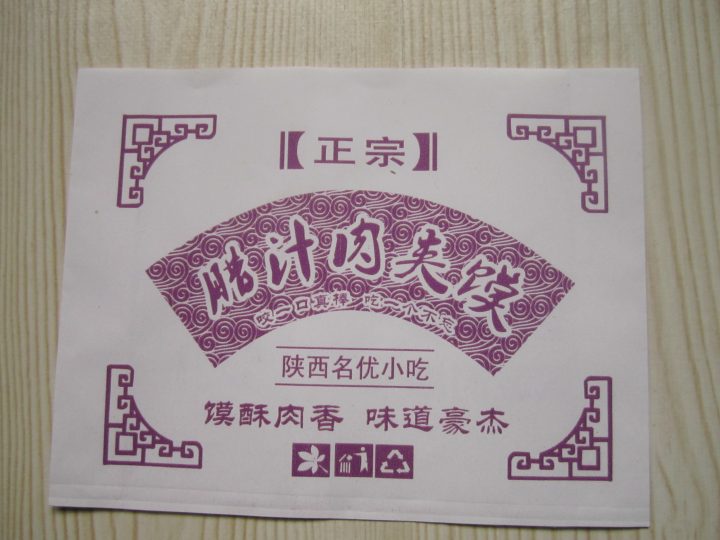 【正宗】
腊汁肉夹馍
咬一口真棒 吃一个不忘
陕西名优小吃
馍酥肉香 味道豪杰